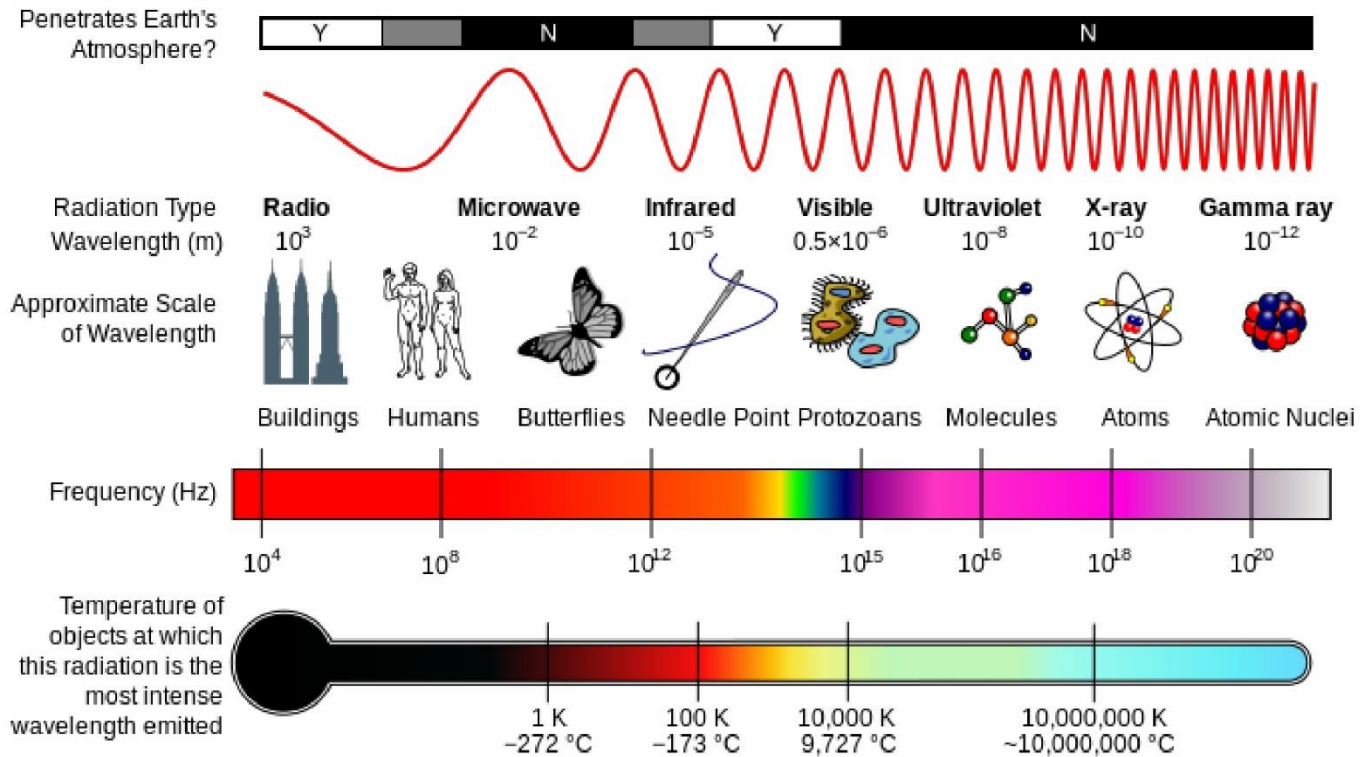 Penetrates Earth's
Atmosphere?
Y N Y N
Radiation Type Radio Microwave Infrared Visible Ultraviolet X-ray Gamma ray
Wavelength (m) 10³ 10⁻² 10⁻⁵ 0.5×10⁻⁶ 10⁻⁸ 10⁻¹⁰ 10⁻¹²
Approximate Scale
of Wavelength
Buildings Humans Butterflies Needle Point Protozoans Molecules Atoms Atomic Nuclei
Frequency (Hz)
10⁴ 10⁸ 10¹² 10¹⁵ 10¹⁶ 10¹⁸ 10²⁰
Temperature of
objects at which
this radiation is the
most intense
wavelength emitted
1 K 100 K 10,000 K 10,000,000 K
−272 °C −173 °C 9,727 °C ~10,000,000 °C